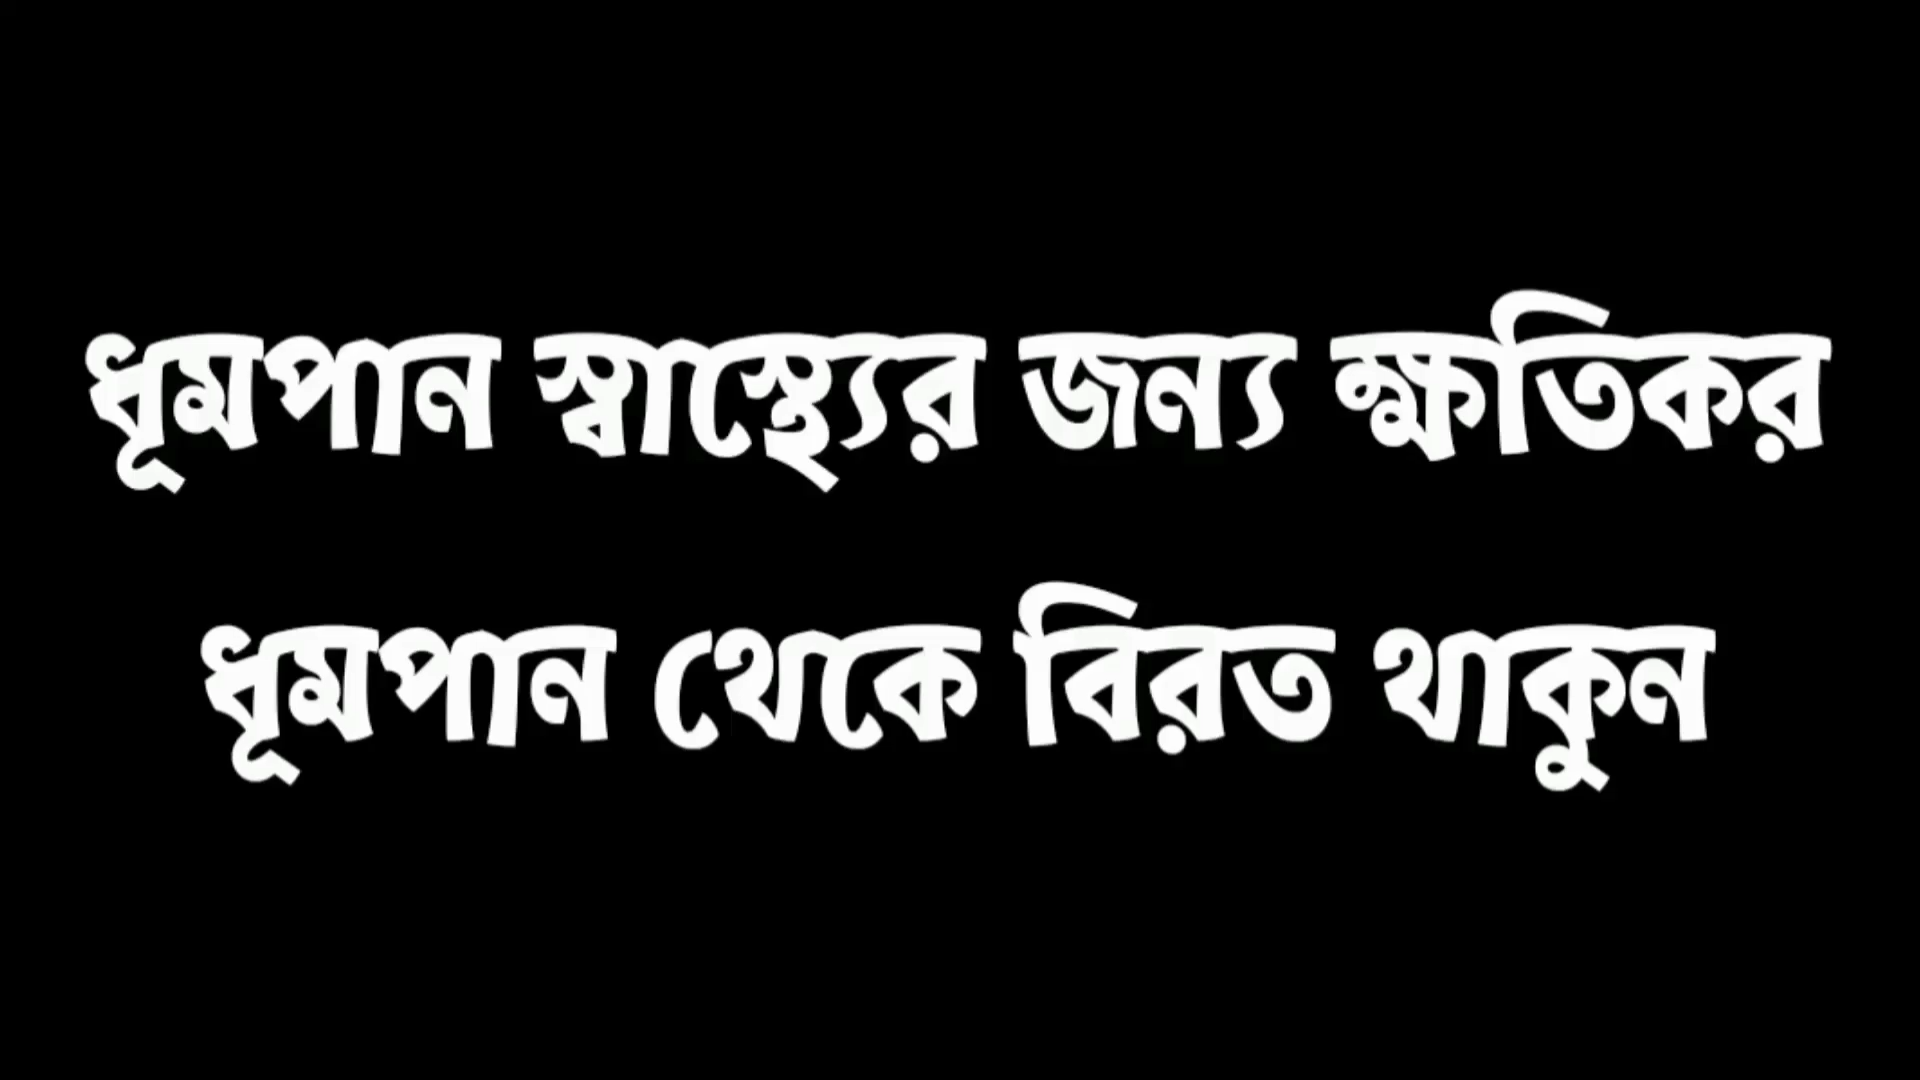 ধূমপান স্বাস্থ্যের জন্য ক্ষতিকর
ধূমপান থেকে বিরত থাকুন